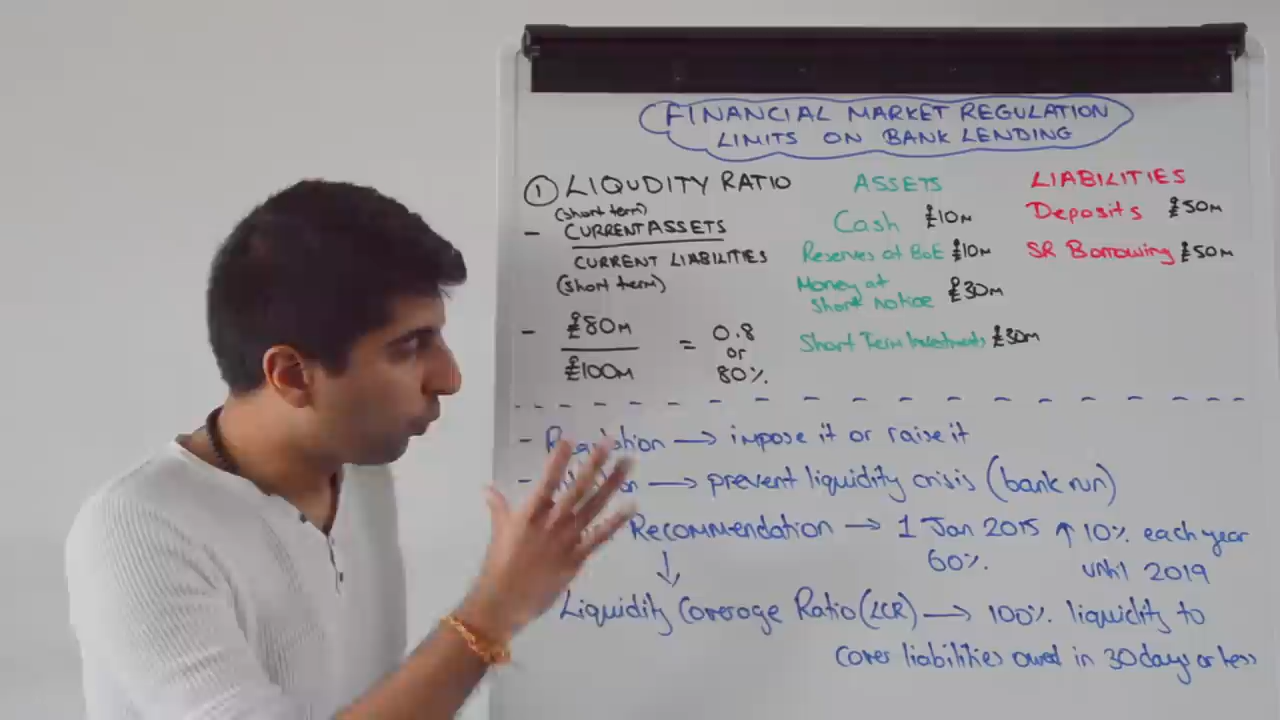 FINANCIAL MARKET REGULATION
LIMITS ON BANK LENDING
① LIQUDITY RATIO
(short term)
- CURRENT ASSETS
CURRENT LIABILITIES
(short term)
- £80M
£100M
= 0.8
or
80%.
ASSETS
Cash £10M
Reserves at BoE £10M
Money at
short notice £30M
Short Term Investments £30M
LIABILITIES
Deposits £50M
SR Borrowing £50M
- Regulation → impose it or raise it
- → prevent liquidity crisis (bank run)
Recommendation → 1 Jan 2015 ↑ 10% each year
60%. until 2019
↓
Liquidity Coverage Ratio (LCR) → 100% liquidity to
cover liabilities owed in 30 days or less